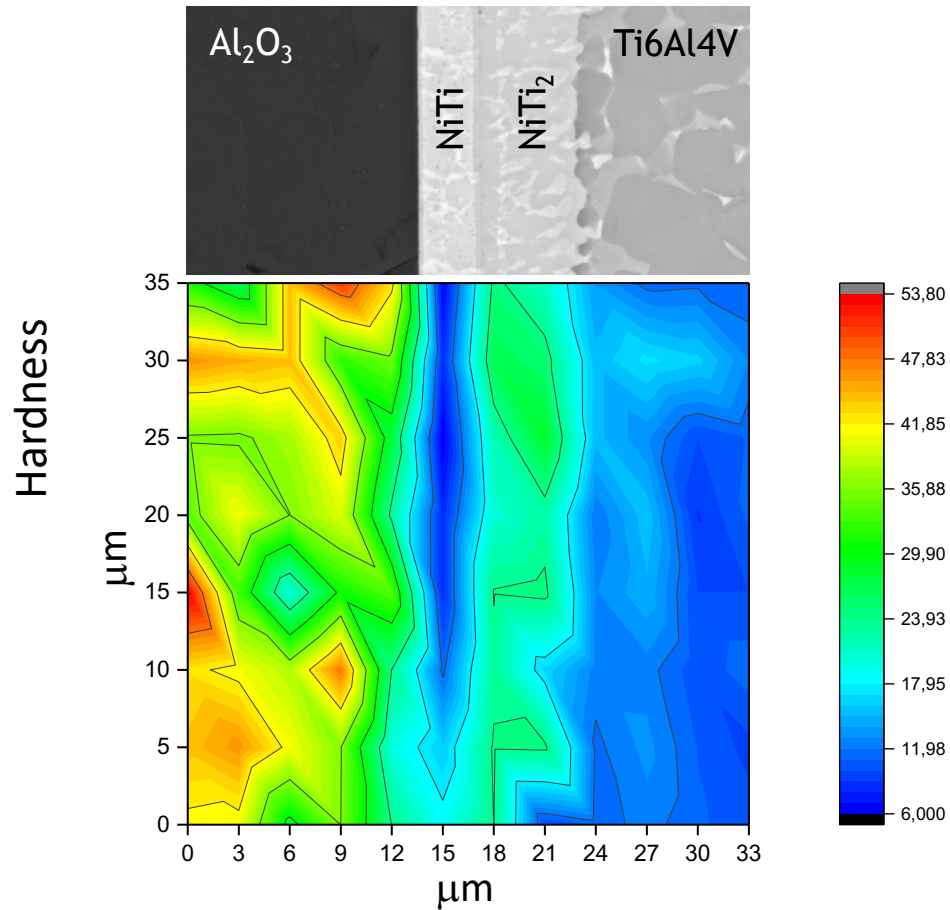 Al₂O₃
Ti6Al4V
NiTi
NiTi₂
Hardness
μm
35
30
25
20
15
10
5
0
0 3 6 9 12 15 18 21 24 27 30 33
μm
53,80
47,83
41,85
35,88
29,90
23,93
17,95
11,98
6,000